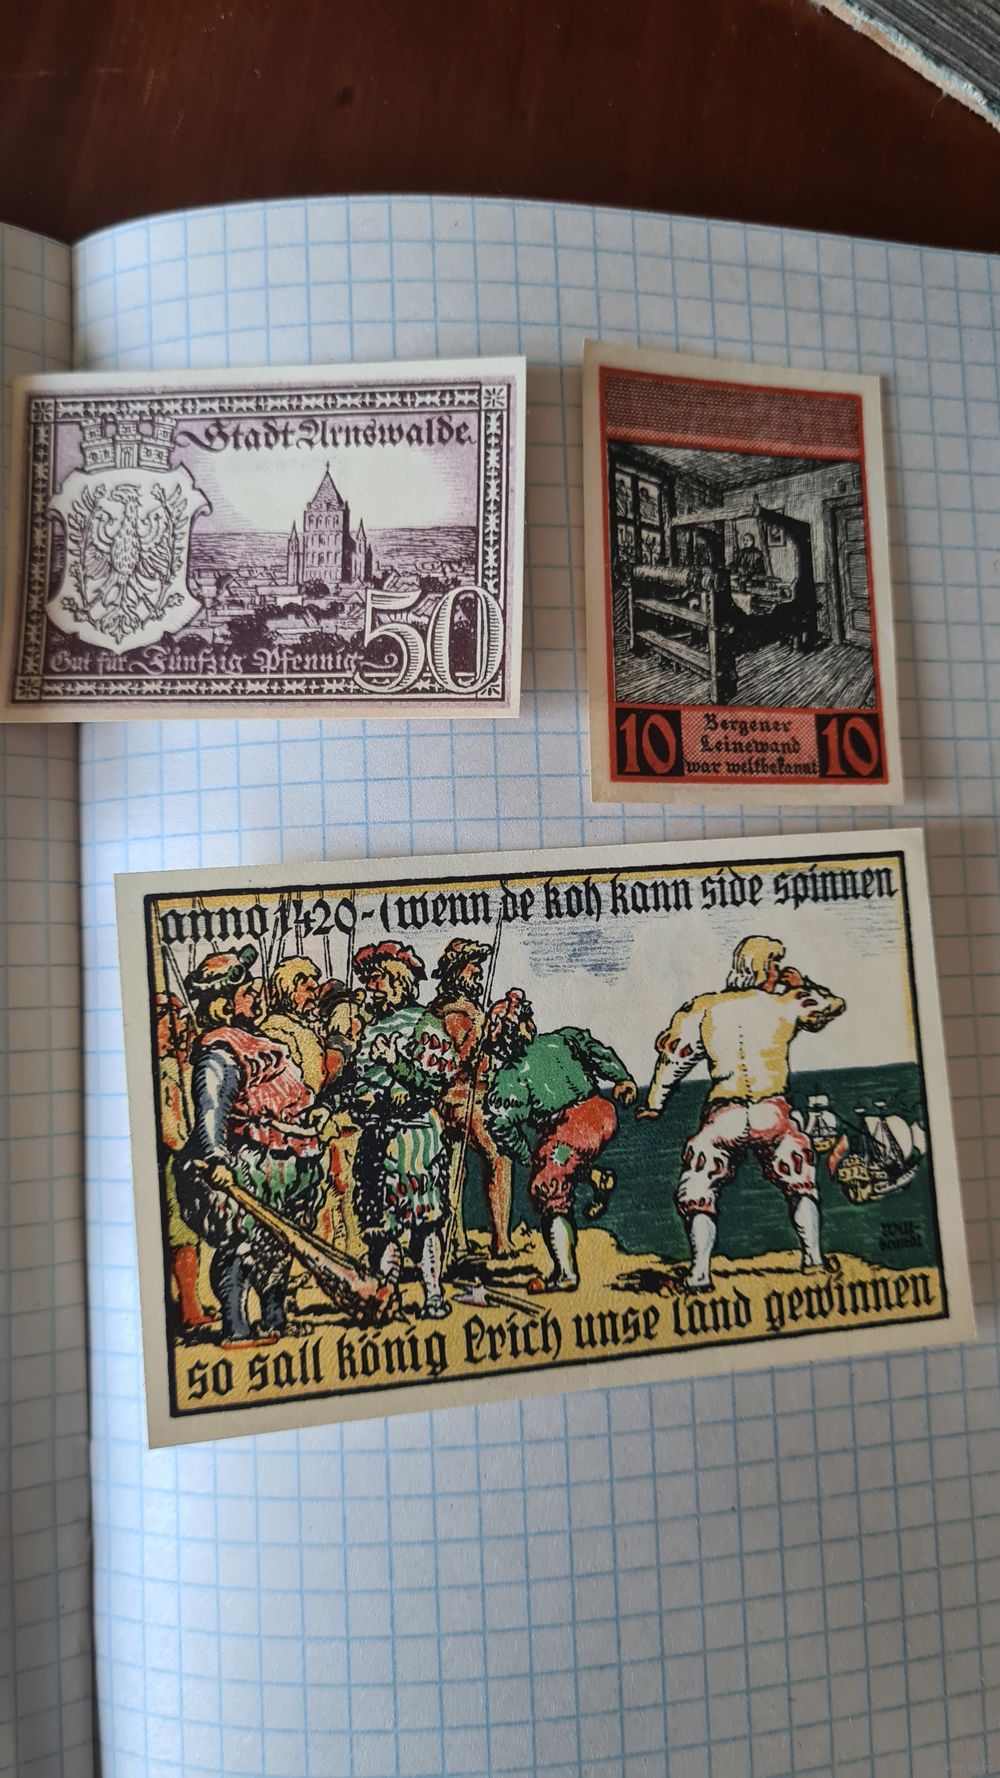 Stadt Arnswalde.
Gut für Fünfzig Pfennig
50
10
Bergener
Leinewand
war weltbekannt
10
anno 1420 - (wenn de koh kann side spinnen
so sall könig Erich unse land gewinnen